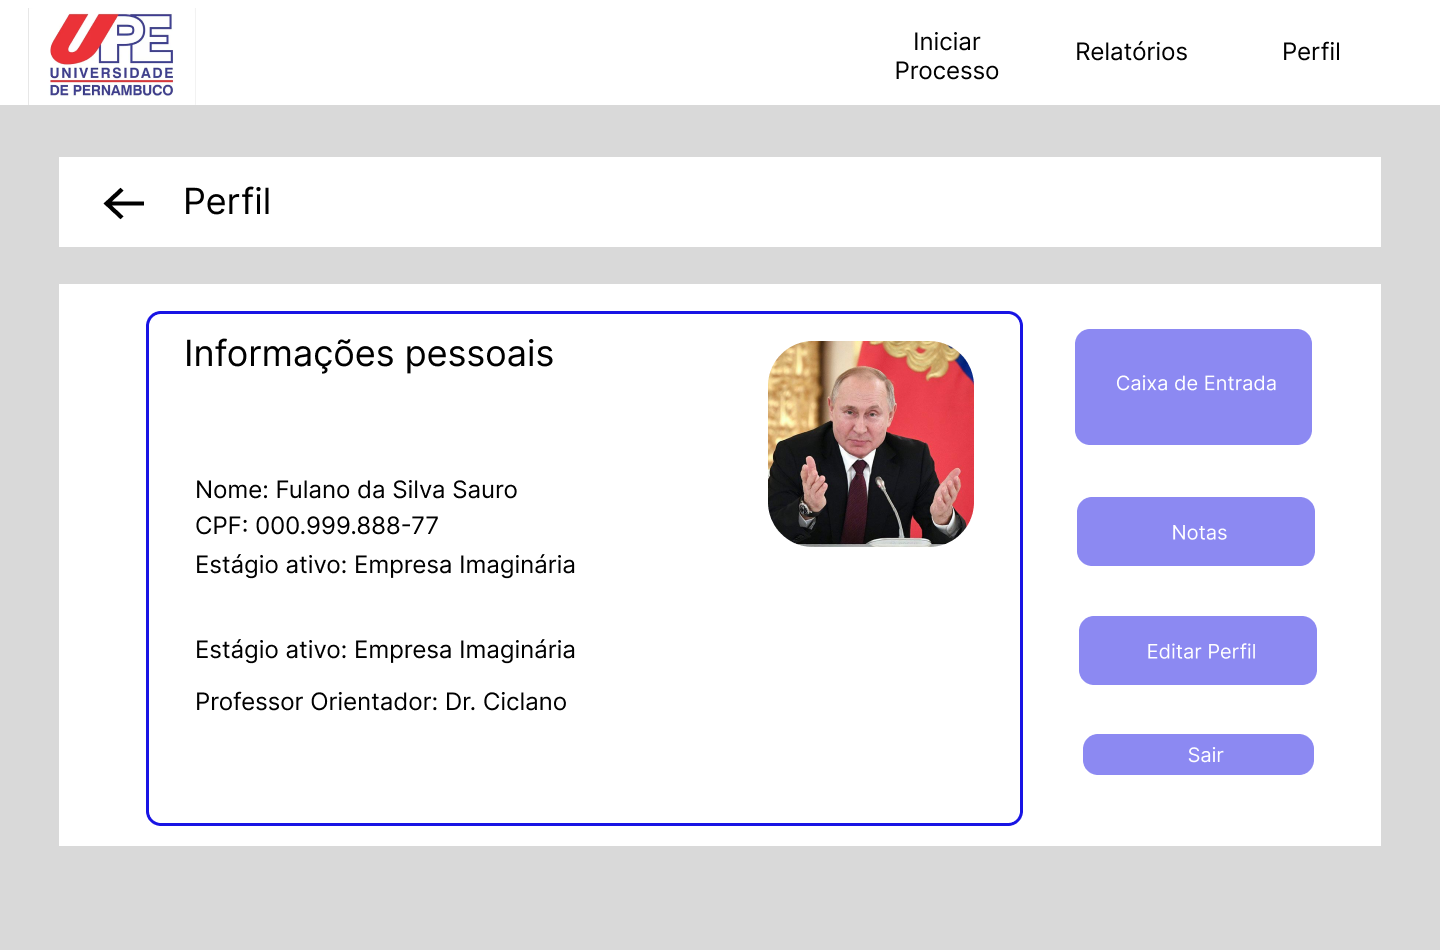 UPE
UNIVERSIDADE
DE PERNAMBUCO
Iniciar
Processo
Relatórios
Perfil
Perfil
Informações pessoais
Nome: Fulano da Silva Sauro
CPF: 000.999.888-77
Estágio ativo: Empresa Imaginária
Estágio ativo: Empresa Imaginária
Professor Orientador: Dr. Ciclano
Caixa de Entrada
Notas
Editar Perfil
Sair